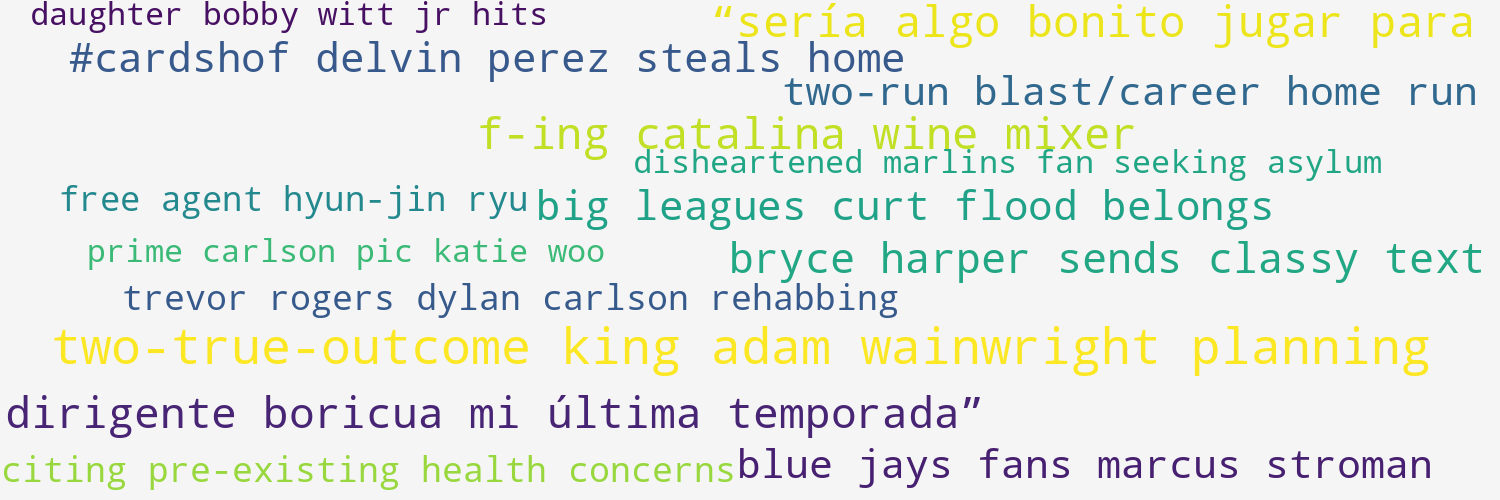 daughter bobby witt jr hits
“sería algo bonito jugar para
#cardshof delvin perez steals home
two-run blast/career home run
f-ing catalina wine mixer
disheartened marlins fan seeking asylum
free agent hyun-jin ryu
big leagues curt flood belongs
prime carlson pic katie woo
bryce harper sends classy text
trevor rogers dylan carlson rehabbing
two-true-outcome king adam wainwright planning
dirigente boricua mi última temporada”
citing pre-existing health concerns
blue jays fans marcus stroman